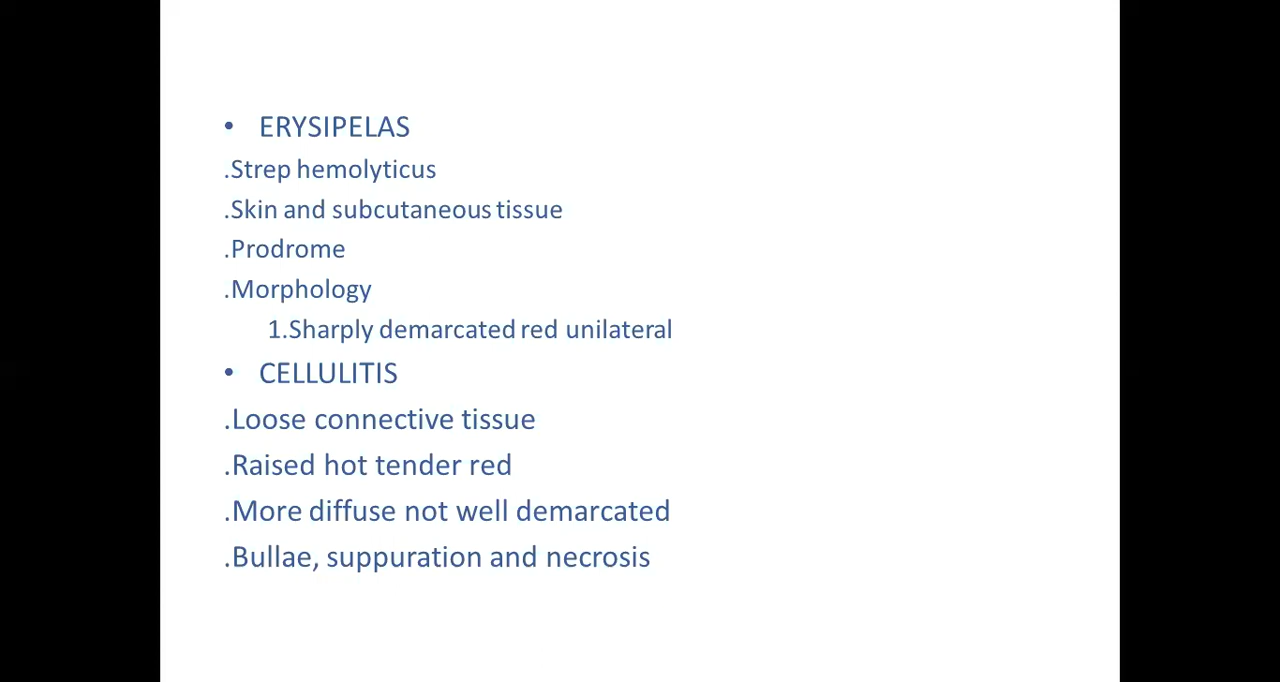 • ERYSIPELAS
.Strep hemolyticus
.Skin and subcutaneous tissue
.Prodrome
.Morphology
1.Sharply demarcated red unilateral
• CELLULITIS
.Loose connective tissue
.Raised hot tender red
.More diffuse not well demarcated
.Bullae, suppuration and necrosis